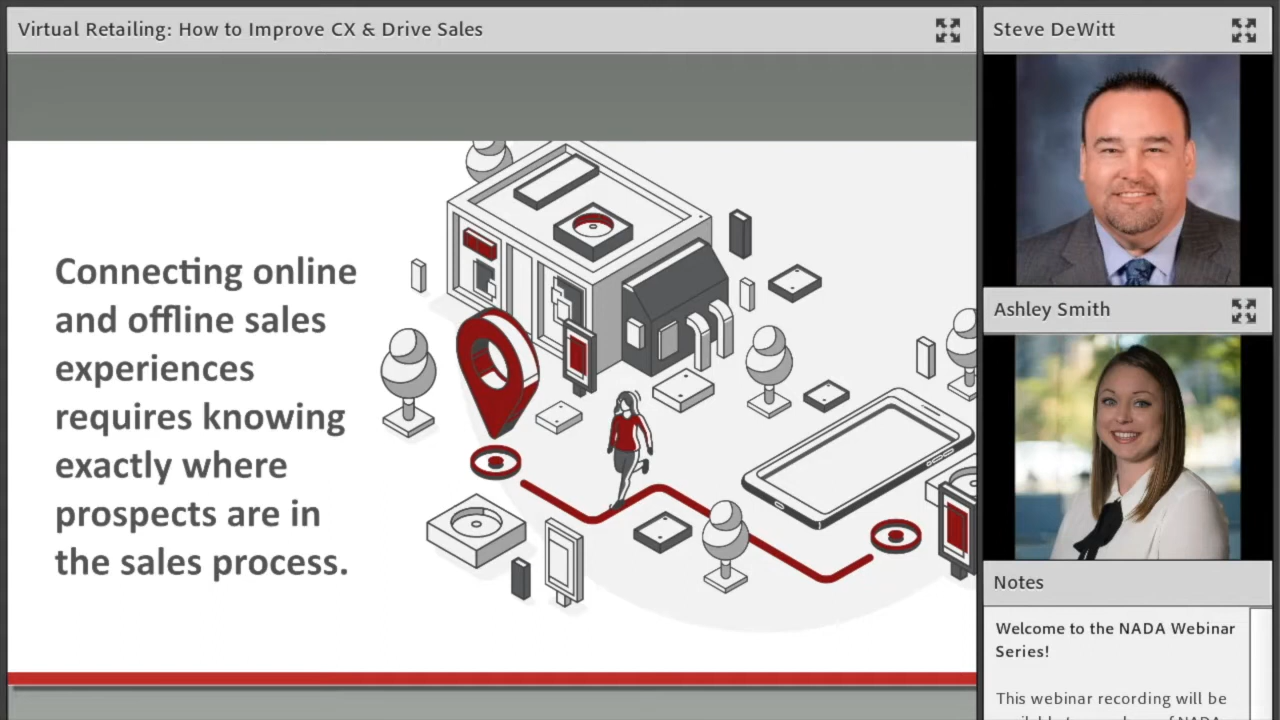 Virtual Retailing: How to Improve CX & Drive Sales
Connecting online
and offline sales
experiences
requires knowing
exactly where
prospects are in
the sales process.
Steve DeWitt
Ashley Smith
Notes
Welcome to the NADA Webinar
Series!
This webinar recording will be